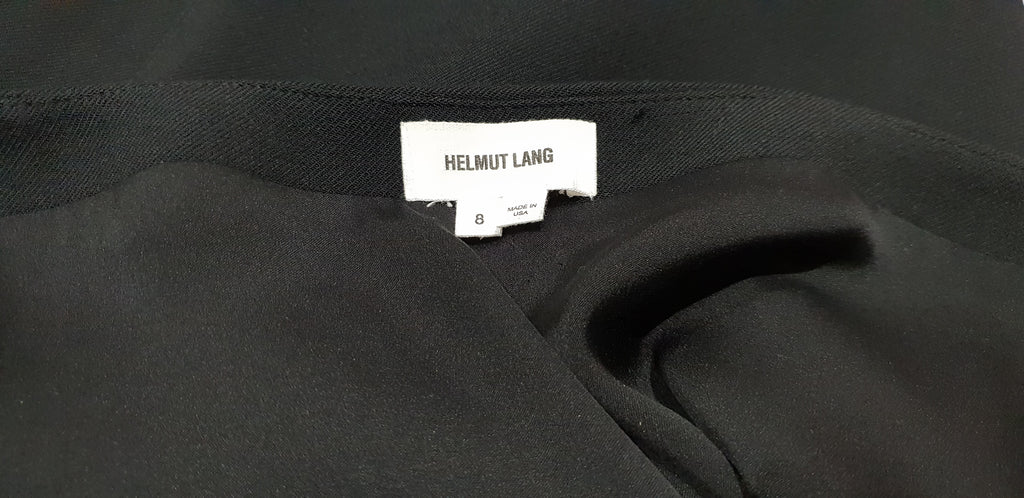 HELMUT LANG
8
MADE IN
USA